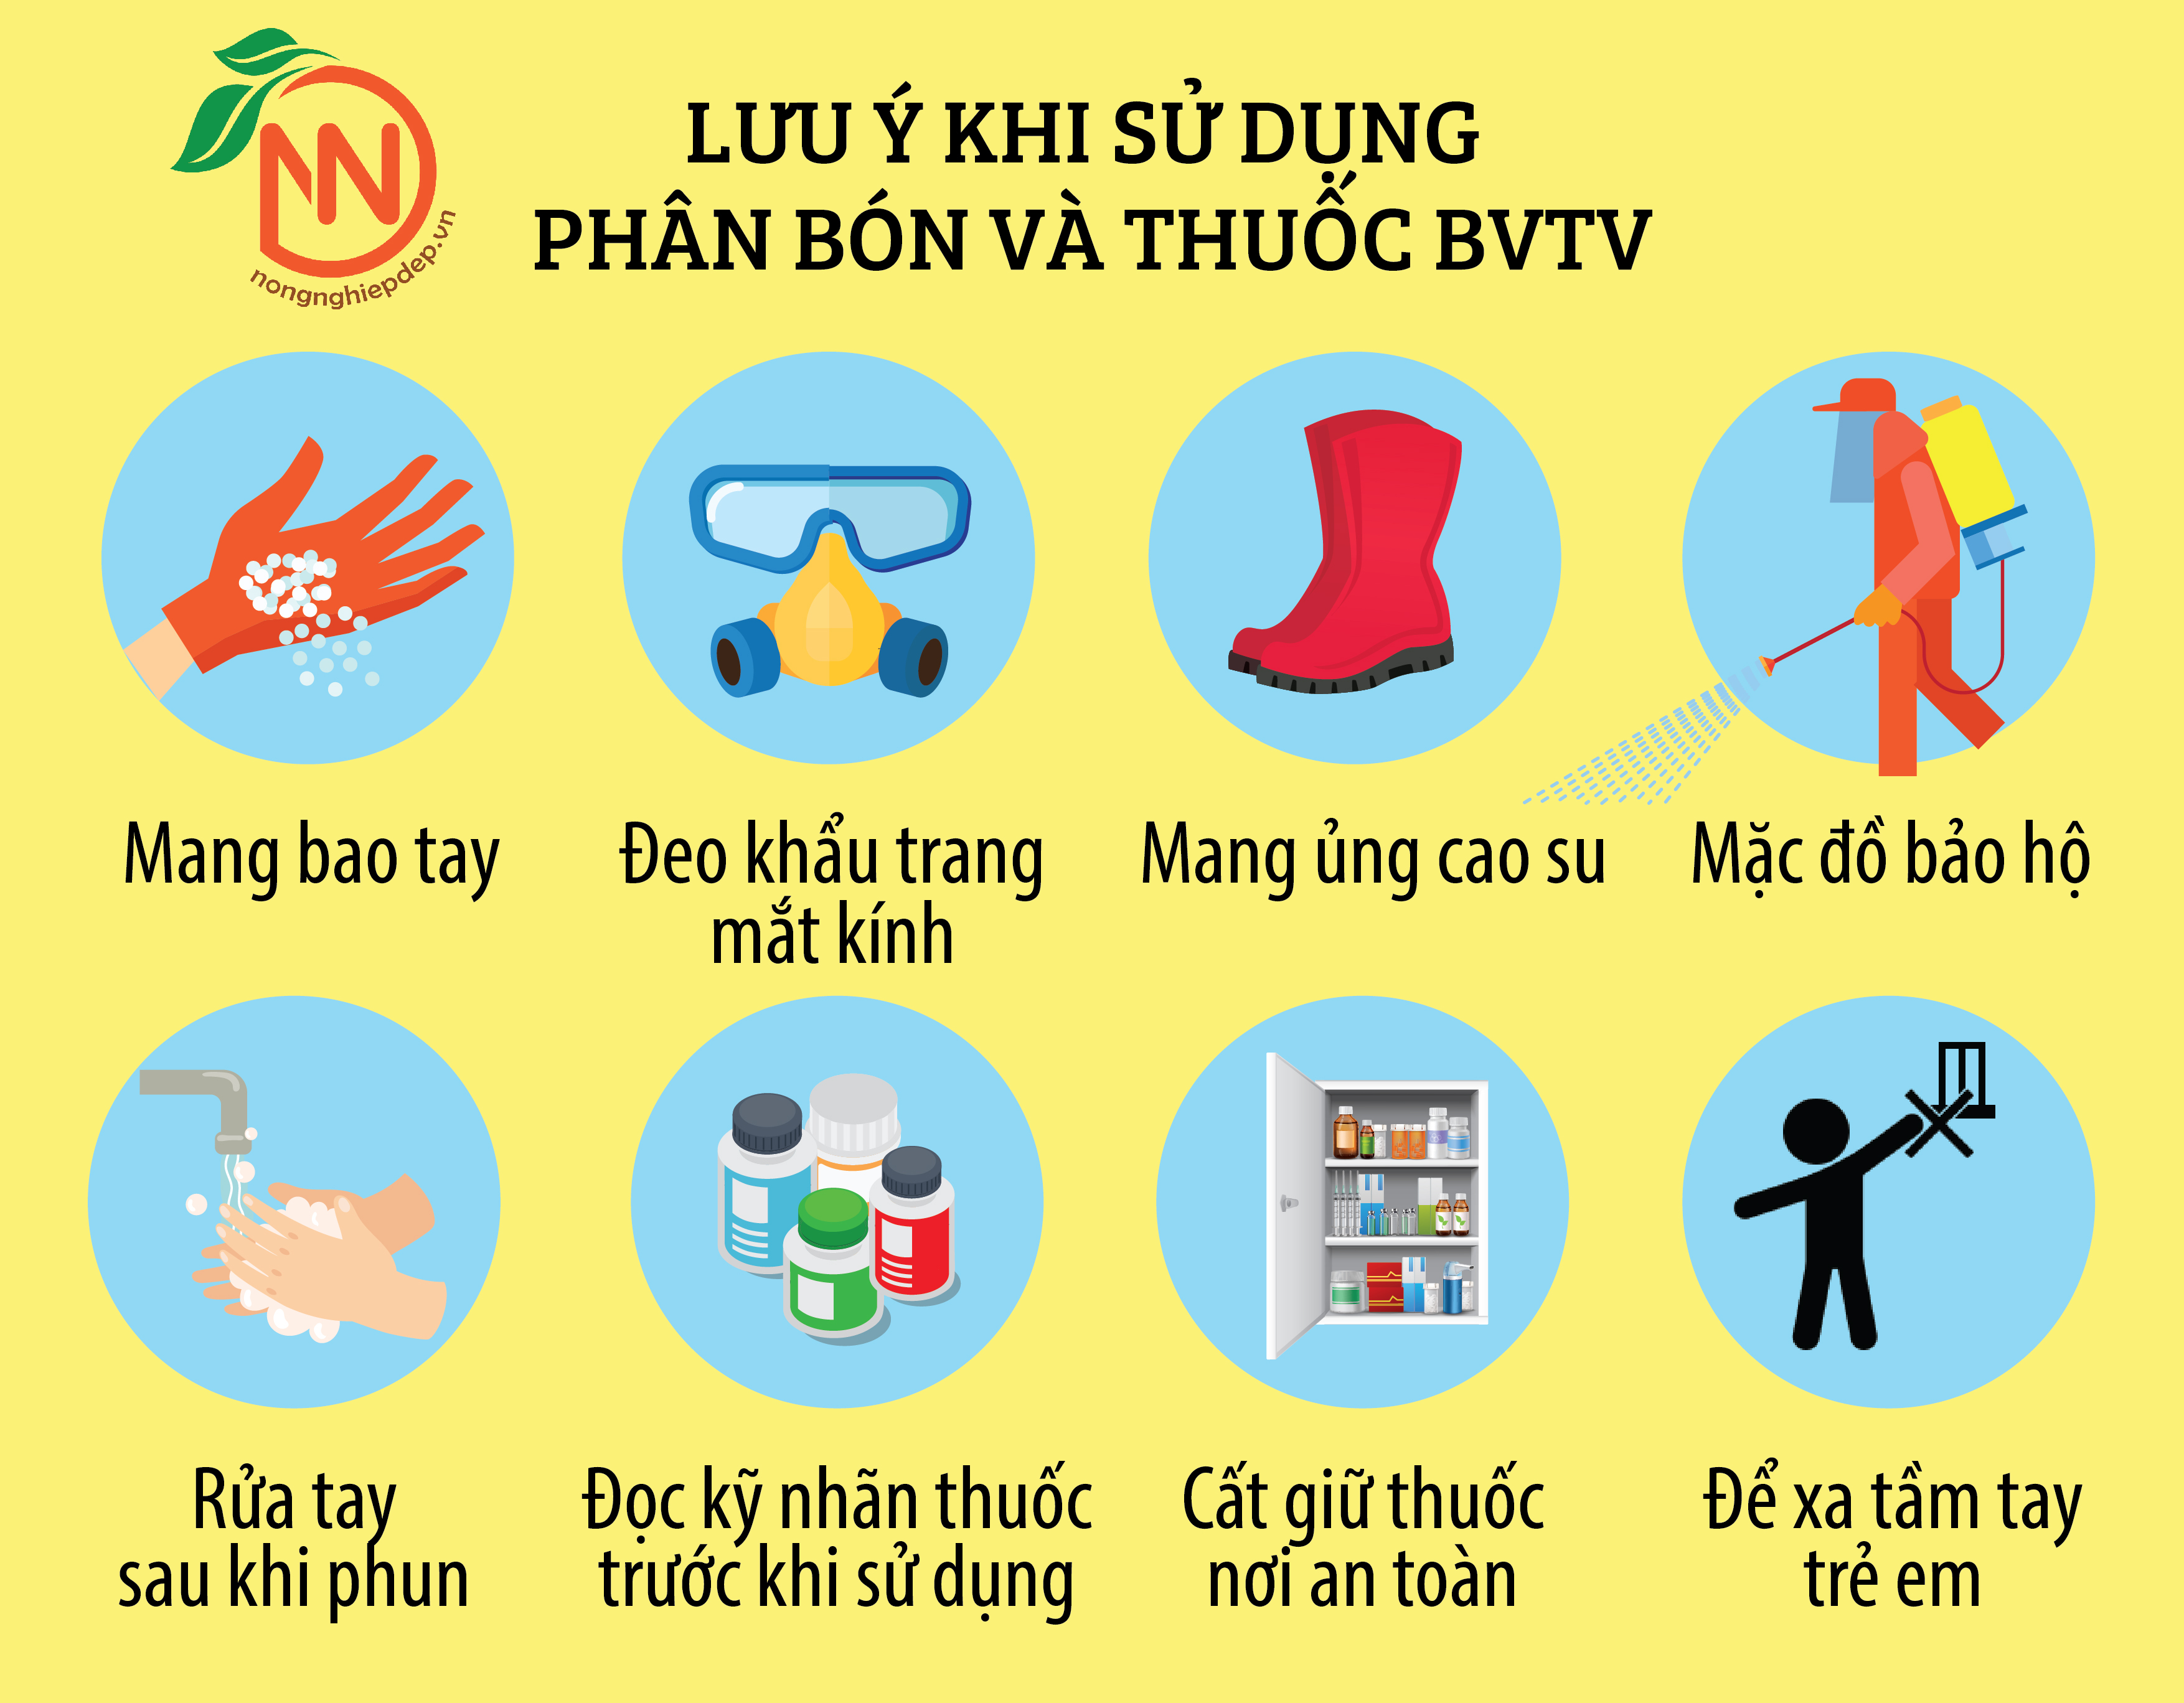 nongnghiepdep.vn
LƯU Ý KHI SỬ DỤNG
PHÂN BÓN VÀ THUỐC BVTV
Mang bao tay
Đeo khẩu trang
mắt kính
Mang ủng cao su
Mặc đồ bảo hộ
Rửa tay
sau khi phun
Đọc kỹ nhãn thuốc
trước khi sử dụng
Cất giữ thuốc
nơi an toàn
Để xa tầm tay
trẻ em